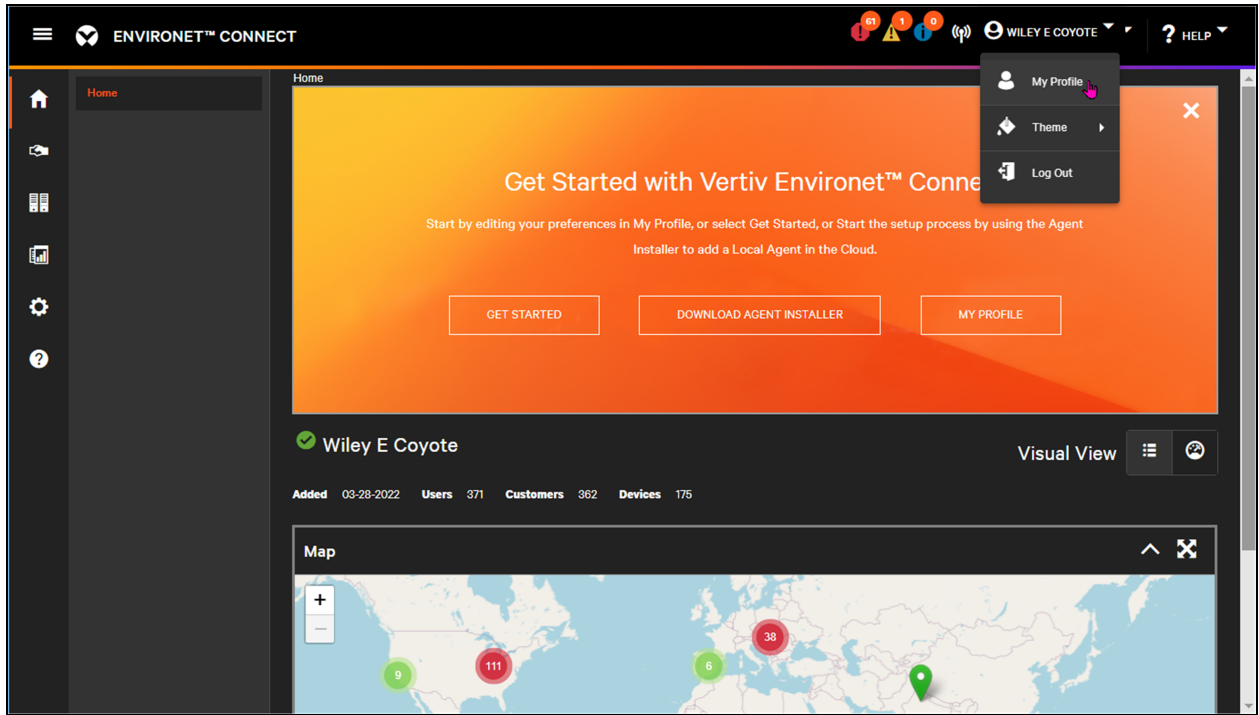 ENVIRONET™ CONNECT
61
1
0
WILEY E COYOTE
? HELP
Home
Home
My Profile
Theme
Log Out
Get Started with Vertiv Environet™ Conne
Start by editing your preferences in My Profile, or select Get Started, or Start the setup process by using the Agent
Installer to add a Local Agent in the Cloud.
GET STARTED
DOWNLOAD AGENT INSTALLER
MY PROFILE
Wiley E Coyote
Visual View
Added 03-28-2022 Users 371 Customers 362 Devices 175
Map
+
−
38
111
9
6